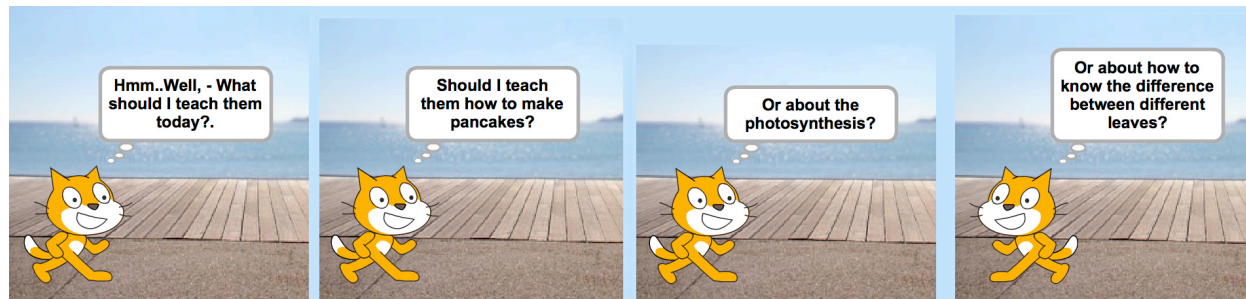 Hmm..Well, - What
should I teach them
today?.
Should I teach
them how to make
pancakes?
Or about the
photosynthesis?
Or about how to
know the difference
between different
leaves?